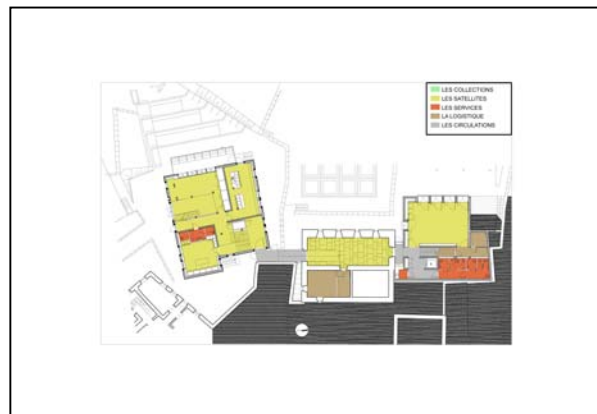 LES COLLECTIONS
LES SATELLITES
LES SERVICES
LA LOGISTIQUE
LES CIRCULATIONS